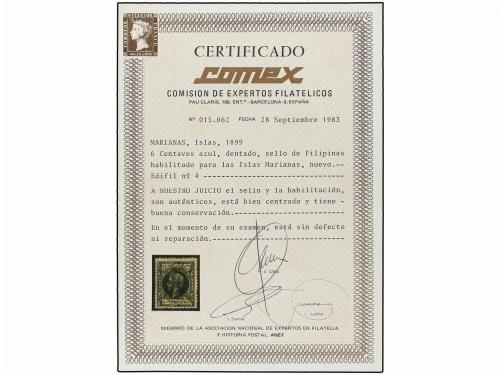 CERTIFICADO
comex
COMISION DE EXPERTOS FILATELICOS
PAU CLARIS, 106, ENT.º - BARCELONA-9. ESPAÑA
Nº 015.062 FECHA 28 Septiembre 1983
MARIANAS, Islas, 1899
6 Centavos azul, dentado, sello de Filipinas
habilitado para las Islas Marianas, nuevo.--
Edifil nº 4
A NUESTRO JUICIO el sello y la habilitación,
son auténticos, está bien centrado y tiene -
buena conservación.
En el momento de su examen, está sin defecto
ni reparación.
MIEMBRO DE LA ASOCIACION NACIONAL DE EXPERTOS EN FILATELIA
E HISTORIA POSTAL ANEF